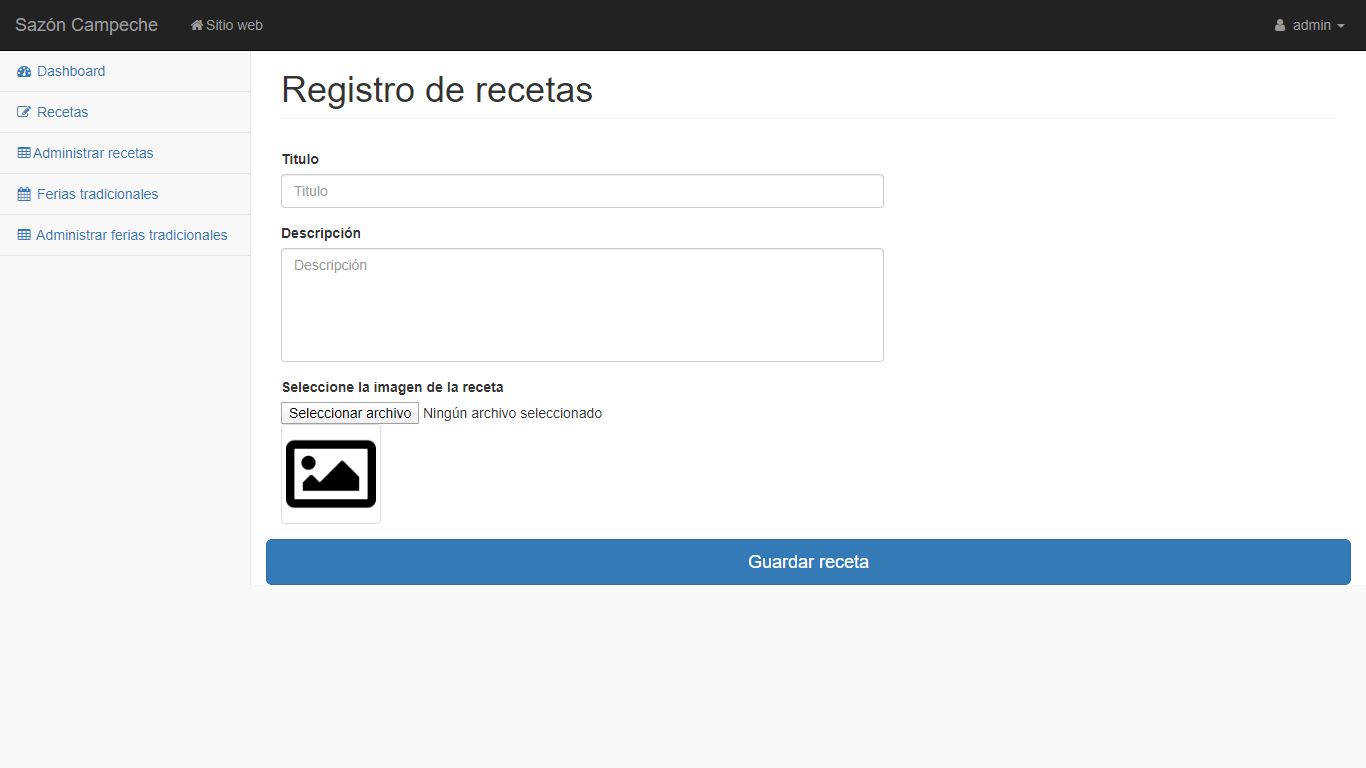 Sazón Campeche Sitio web admin
Dashboard
Recetas
Administrar recetas
Ferias tradicionales
Administrar ferias tradicionales
Registro de recetas
Titulo
Titulo
Descripción
Descripción
Seleccione la imagen de la receta
Seleccionar archivo Ningún archivo seleccionado
Guardar receta